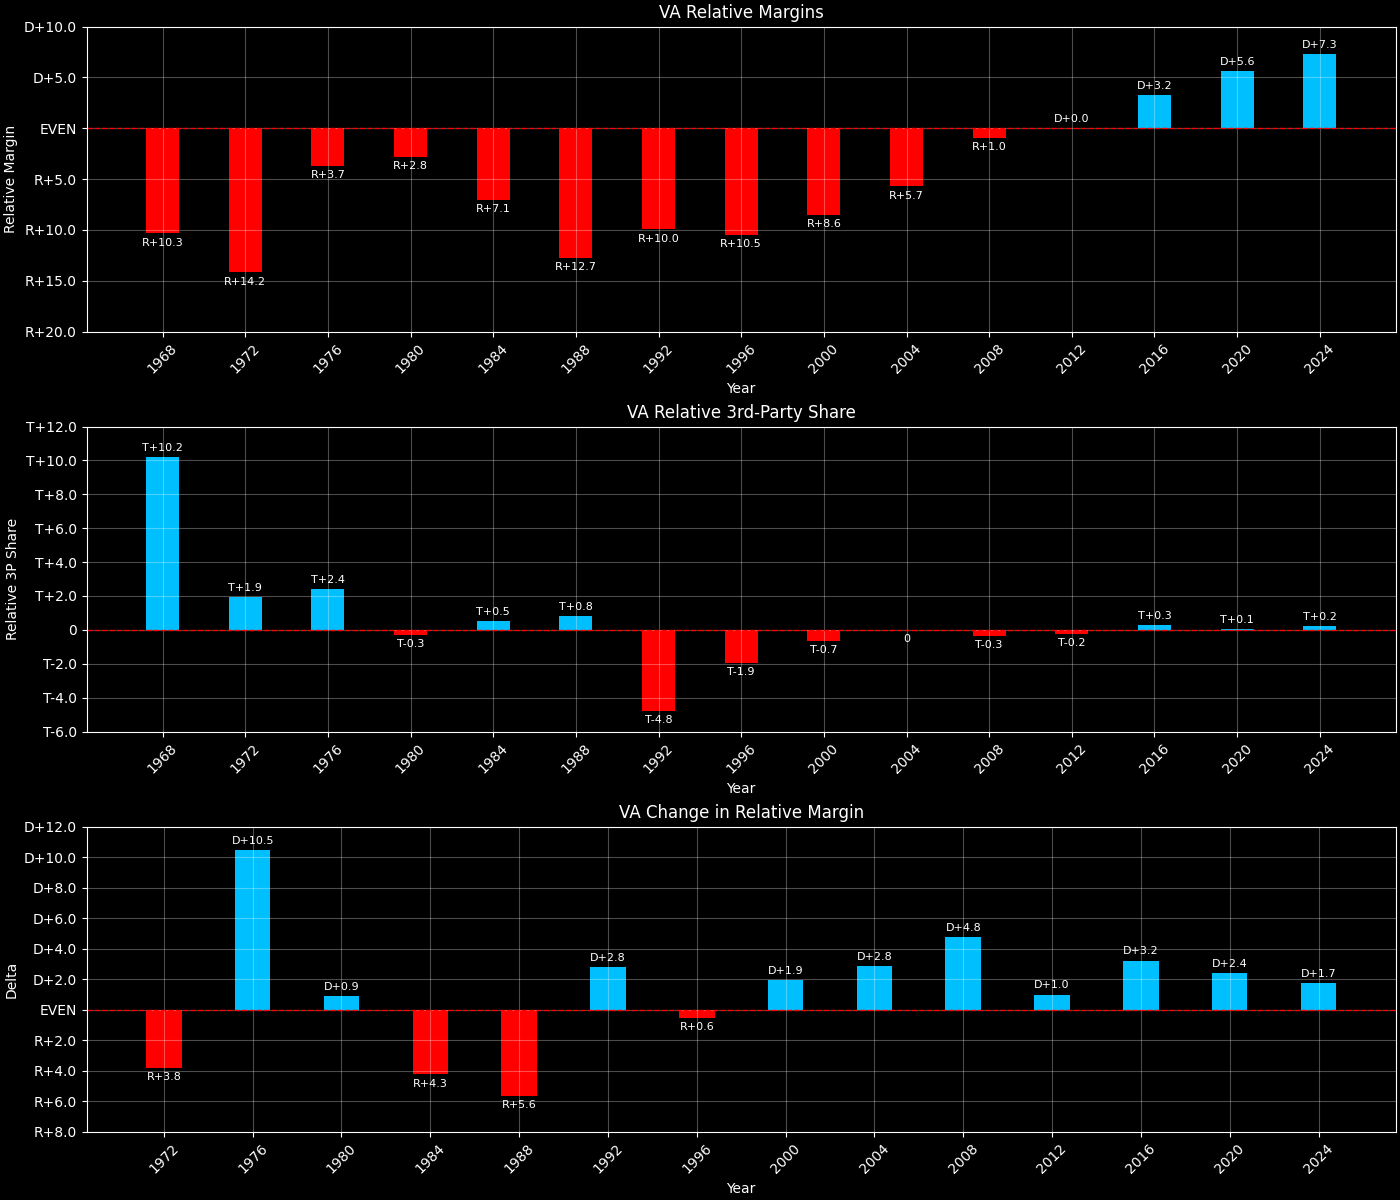 VA Relative Margins
D+10.0
D+5.0
EVEN
R+5.0
R+10.0
R+15.0
R+20.0
Relative Margin
R+10.3
R+14.2
R+3.7
R+2.8
R+7.1
R+12.7
R+10.0
R+10.5
R+8.6
R+5.7
R+1.0
D+0.0
D+3.2
D+5.6
D+7.3
1968 1972 1976 1980 1984 1988 1992 1996 2000 2004 2008 2012 2016 2020 2024
Year
VA Relative 3rd-Party Share
T+12.0
T+10.0
T+8.0
T+6.0
T+4.0
T+2.0
0
T-2.0
T-4.0
T-6.0
Relative 3P Share
T+10.2
T+1.9
T+2.4
T-0.3
T+0.5
T+0.8
T-4.8
T-1.9
T-0.7
0
T-0.3
T-0.2
T+0.3
T+0.1
T+0.2
1968 1972 1976 1980 1984 1988 1992 1996 2000 2004 2008 2012 2016 2020 2024
Year
VA Change in Relative Margin
D+12.0
D+10.0
D+8.0
D+6.0
D+4.0
D+2.0
EVEN
R+2.0
R+4.0
R+6.0
R+8.0
Delta
R+3.8
D+10.5
D+0.9
R+4.3
R+5.6
D+2.8
R+0.6
D+1.9
D+2.8
D+4.8
D+1.0
D+3.2
D+2.4
D+1.7
1972 1976 1980 1984 1988 1992 1996 2000 2004 2008 2012 2016 2020 2024
Year